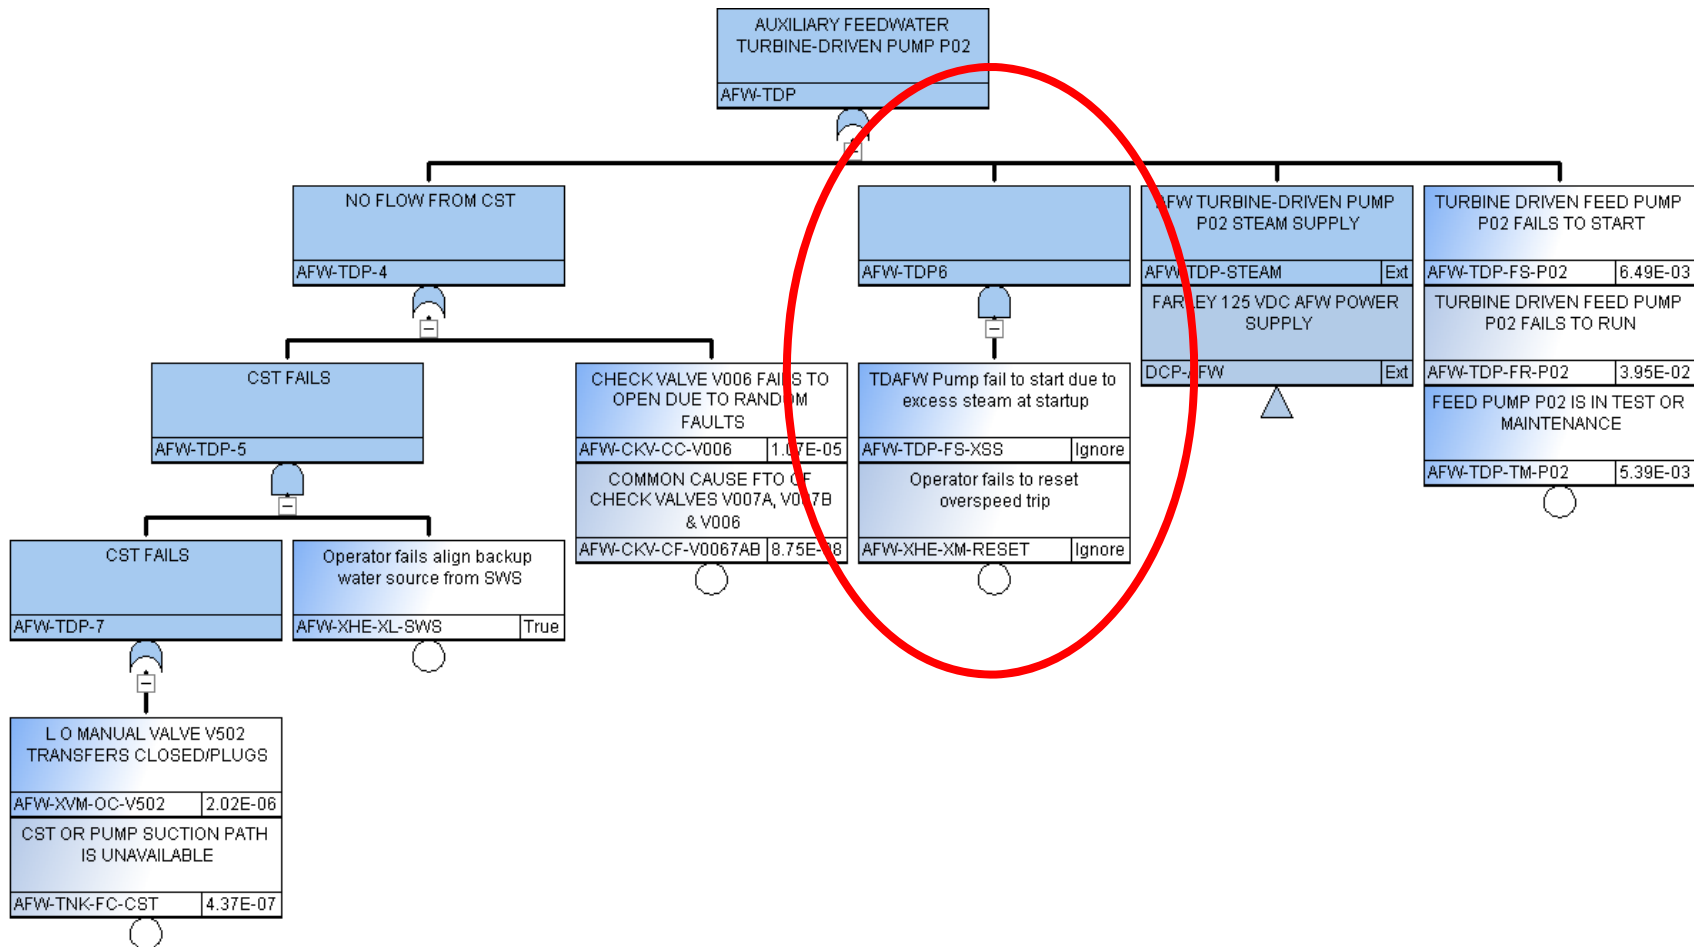 AUXILIARY FEEDWATER
TURBINE-DRIVEN PUMP P02
AFW-TDP
NO FLOW FROM CST
AFW-TDP-4
AFW-TDP6
AFW TURBINE-DRIVEN PUMP
P02 STEAM SUPPLY
AFW-TDP-STEAM Ext
FARLEY 125 VDC AFW POWER
SUPPLY
DCP-AFW Ext
TURBINE DRIVEN FEED PUMP
P02 FAILS TO START
AFW-TDP-FS-P02 6.49E-03
TURBINE DRIVEN FEED PUMP
P02 FAILS TO RUN
AFW-TDP-FR-P02 3.95E-02
FEED PUMP P02 IS IN TEST OR
MAINTENANCE
AFW-TDP-TM-P02 5.39E-03
CST FAILS
AFW-TDP-5
CHECK VALVE V006 FAILS TO
OPEN DUE TO RANDOM
FAULTS
AFW-CKV-CC-V006 1.07E-05
COMMON CAUSE FTO OF
CHECK VALVES V007A, V007B
& V006
AFW-CKV-CF-V0067AB 8.75E-08
TDAFW Pump fail to start due to
excess steam at startup
AFW-TDP-FS-XSS Ignore
Operator fails to reset
overspeed trip
AFW-XHE-XM-RESET Ignore
CST FAILS
AFW-TDP-7
Operator fails align backup
water source from SWS
AFW-XHE-XL-SWS True
L O MANUAL VALVE V502
TRANSFERS CLOSED/PLUGS
AFW-XVM-OC-V502 2.02E-06
CST OR PUMP SUCTION PATH
IS UNAVAILABLE
AFW-TNK-FC-CST 4.37E-07